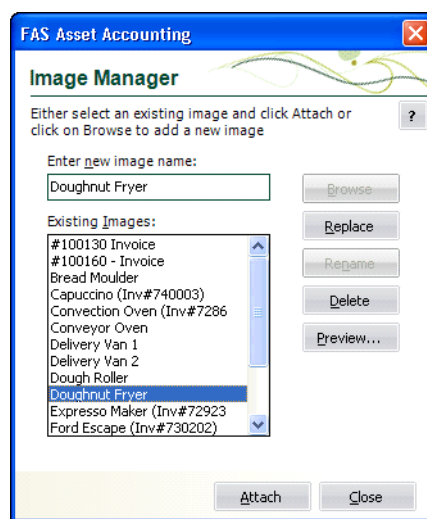 FAS Asset Accounting
Image Manager
Either select an existing image and click Attach or
click on Browse to add a new image
?
Enter new image name:
Doughnut Fryer
Browse
Existing Images:
Replace
#100130 Invoice
#100160 - Invoice
Bread Moulder
Rename
Capuccino (Inv#740003)
Convection Oven (Inv#7286
Delete
Conveyor Oven
Delivery Van 1
Preview...
Delivery Van 2
Dough Roller
Doughnut Fryer
Expresso Maker (Inv#72923
Ford Escape (Inv#730202)
Attach
Close